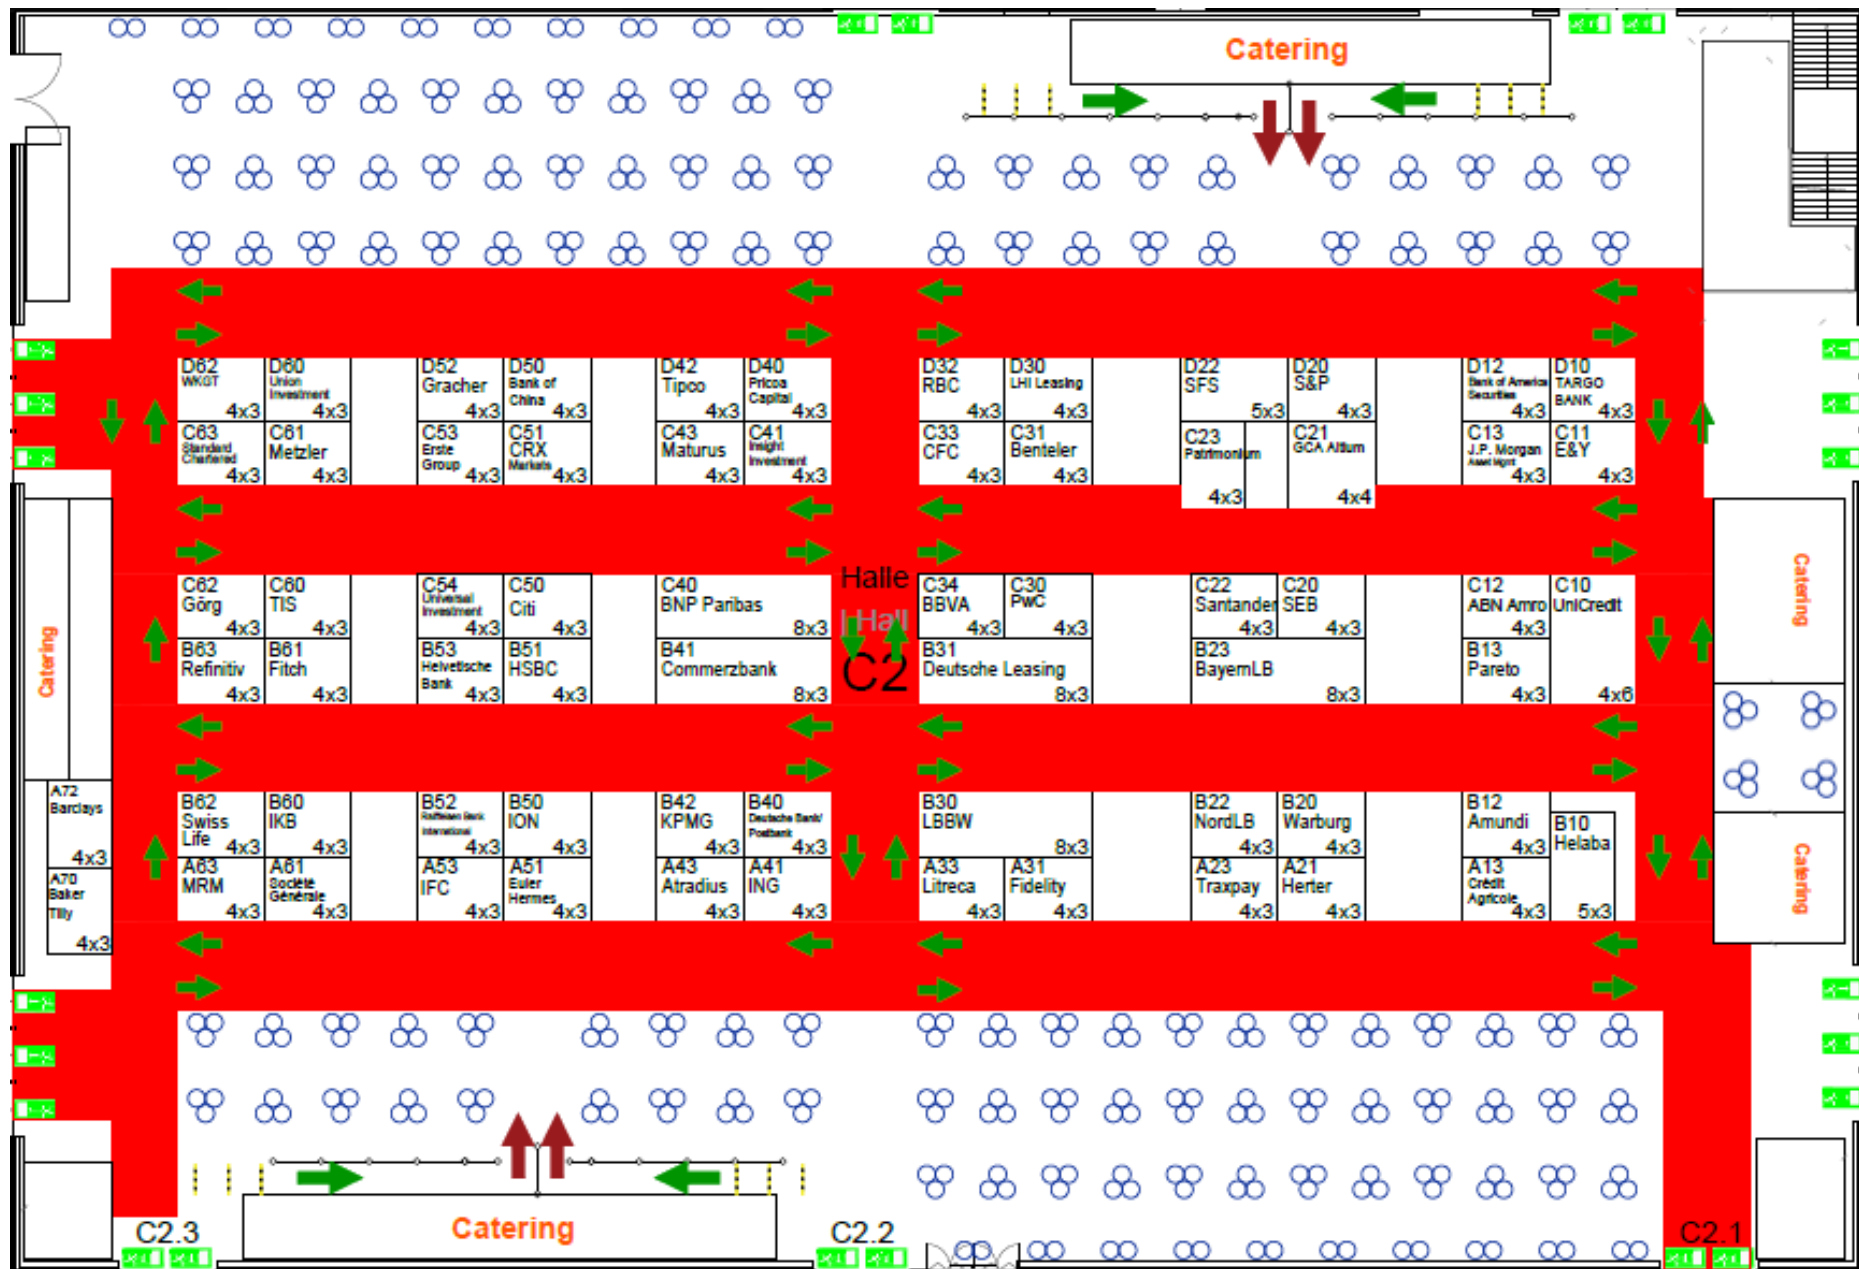 Catering
D62
WKGT
4x3
D60
Union
Investment
4x3
D52
Gracher
4x3
D50
Bank of
China
4x3
D42
Tipco
4x3
D40
Pricoa
Capital
4x3
D32
RBC
4x3
D30
LHI Leasing
4x3
D22
SFS
5x3
D20
S&P
4x3
D12
Bank of America
Securities
4x3
D10
TARGO
BANK
4x3
C63
Standard
Chartered
4x3
C61
Metzler
4x3
C53
Erste
Group
4x3
C51
CRX
Markets
4x3
C43
Maturus
4x3
C41
Insight
Investment
4x3
C33
CFC
4x3
C31
Benteler
4x3
C23
Patrimonium
4x3
C21
GCA Altium
4x4
C13
J.P. Morgan
Asset Mgmt
4x3
C11
E&Y
4x3
C62
Görg
4x3
C60
TIS
4x3
C54
Universal
Investment
4x3
C50
Citi
4x3
C40
BNP Paribas
8x3
Halle
| Hall
C2
C34
BBVA
4x3
C30
PwC
4x3
C22
Santander
4x3
C20
SEB
4x3
C12
ABN Amro
4x3
C10
UniCredit
4x6
Catering
Catering
B63
Refinitiv
4x3
B61
Fitch
4x3
B53
Helvetische
Bank
4x3
B51
HSBC
4x3
B41
Commerzbank
8x3
B31
Deutsche Leasing
8x3
B23
BayernLB
8x3
B13
Pareto
4x3
A72
Barclays
4x3
B62
Swiss
Life
4x3
B60
IKB
4x3
B52
Raiffeisen Bank
International
4x3
B50
ION
4x3
B42
KPMG
4x3
B40
Deutsche Bank/
Postbank
4x3
B30
LBBW
8x3
B22
NordLB
4x3
B20
Warburg
4x3
B12
Amundi
4x3
B10
Helaba
5x3
Catering
A70
Baker
Tilly
4x3
A63
MRM
4x3
A61
Société
Générale
4x3
A53
IFC
4x3
A51
Euler
Hermes
4x3
A43
Atradius
4x3
A41
ING
4x3
A33
Litreca
4x3
A31
Fidelity
4x3
A23
Traxpay
4x3
A21
Herter
4x3
A13
Crédit
Agricole
4x3
C2.3
Catering
C2.2
C2.1